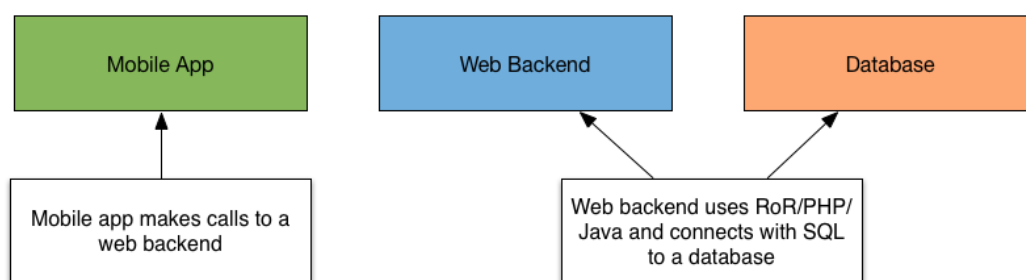 Mobile App
Web Backend
Database
Mobile app makes calls to a
web backend
Web backend uses RoR/PHP/
Java and connects with SQL
to a database